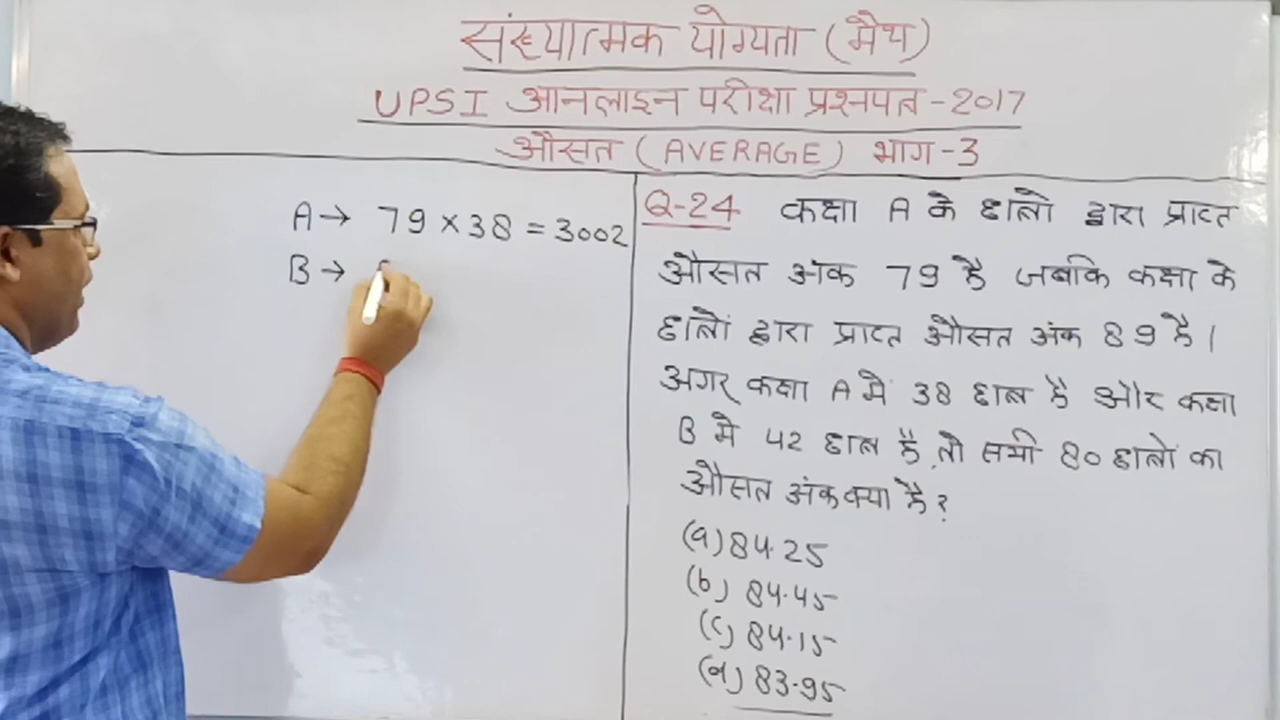 संख्यात्मक योग्यता (मैथ)
UPSI आनलाइन परीक्षा प्रश्नपत्र-2017
औसत (AVERAGE) भाग-3
A→ 79×38=3002
B→
Q-24 कक्षा A के छात्रो द्वारा प्राप्त
औसत अंक 79 है जबकि कक्षा के
छात्रों द्वारा प्राप्त औसत अंक 89 है।
अगर कक्षा A मे 38 छात्र है और कक्षा
B मे 42 छात्र है, तो सभी 80 छात्रों का
औसत अंक क्या है?
(a) 84.25
(b) 84.45
(c) 84.15
(d) 83.95